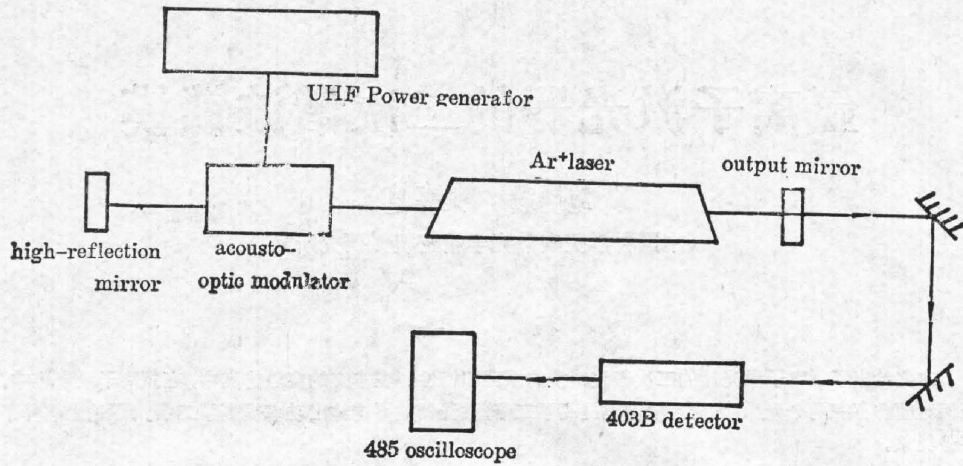 UHF Power generafor
Ar+laser
output mirror
high-reflection
mirror
acousto-
optic modulator
403B detector
485 oscilloscope